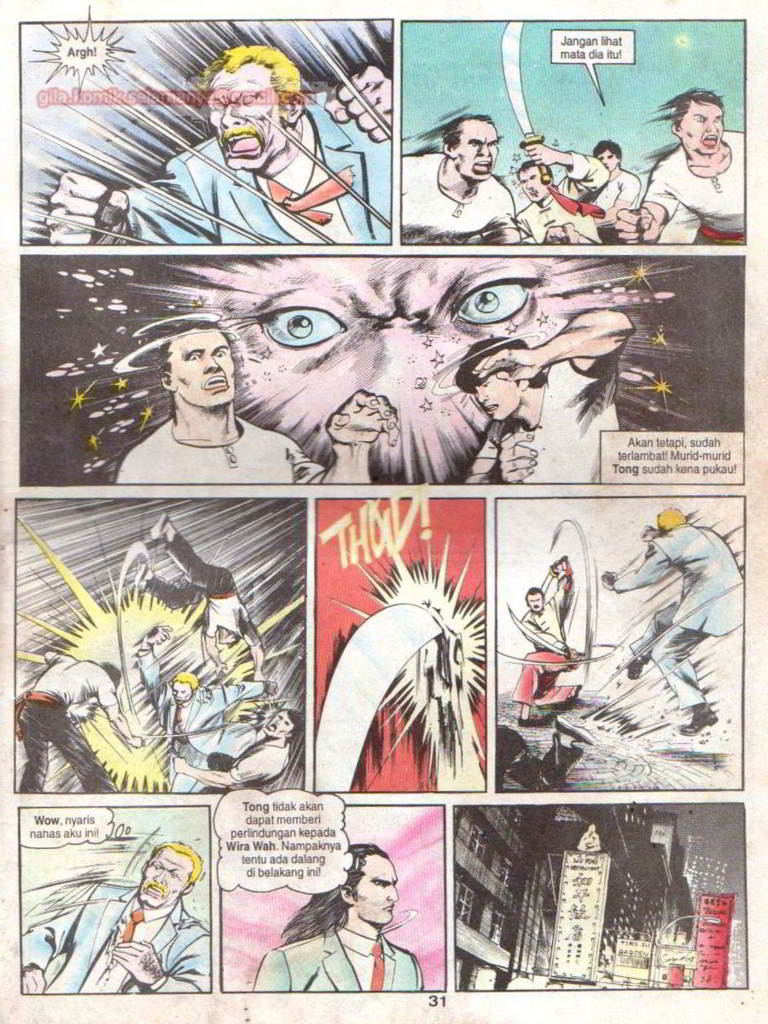 Argh!
Jangan lihat
mata dia itu!
Akan tetapi, sudah
terlambat! Murid-murid
Tong sudah kena pukau!
THOD!
Wow, nyaris
nahas aku ini!
Tong tidak akan
dapat memberi
perlindungan kepada
Wira Wah. Nampaknya
tentu ada dalang
di belakang ini!
31